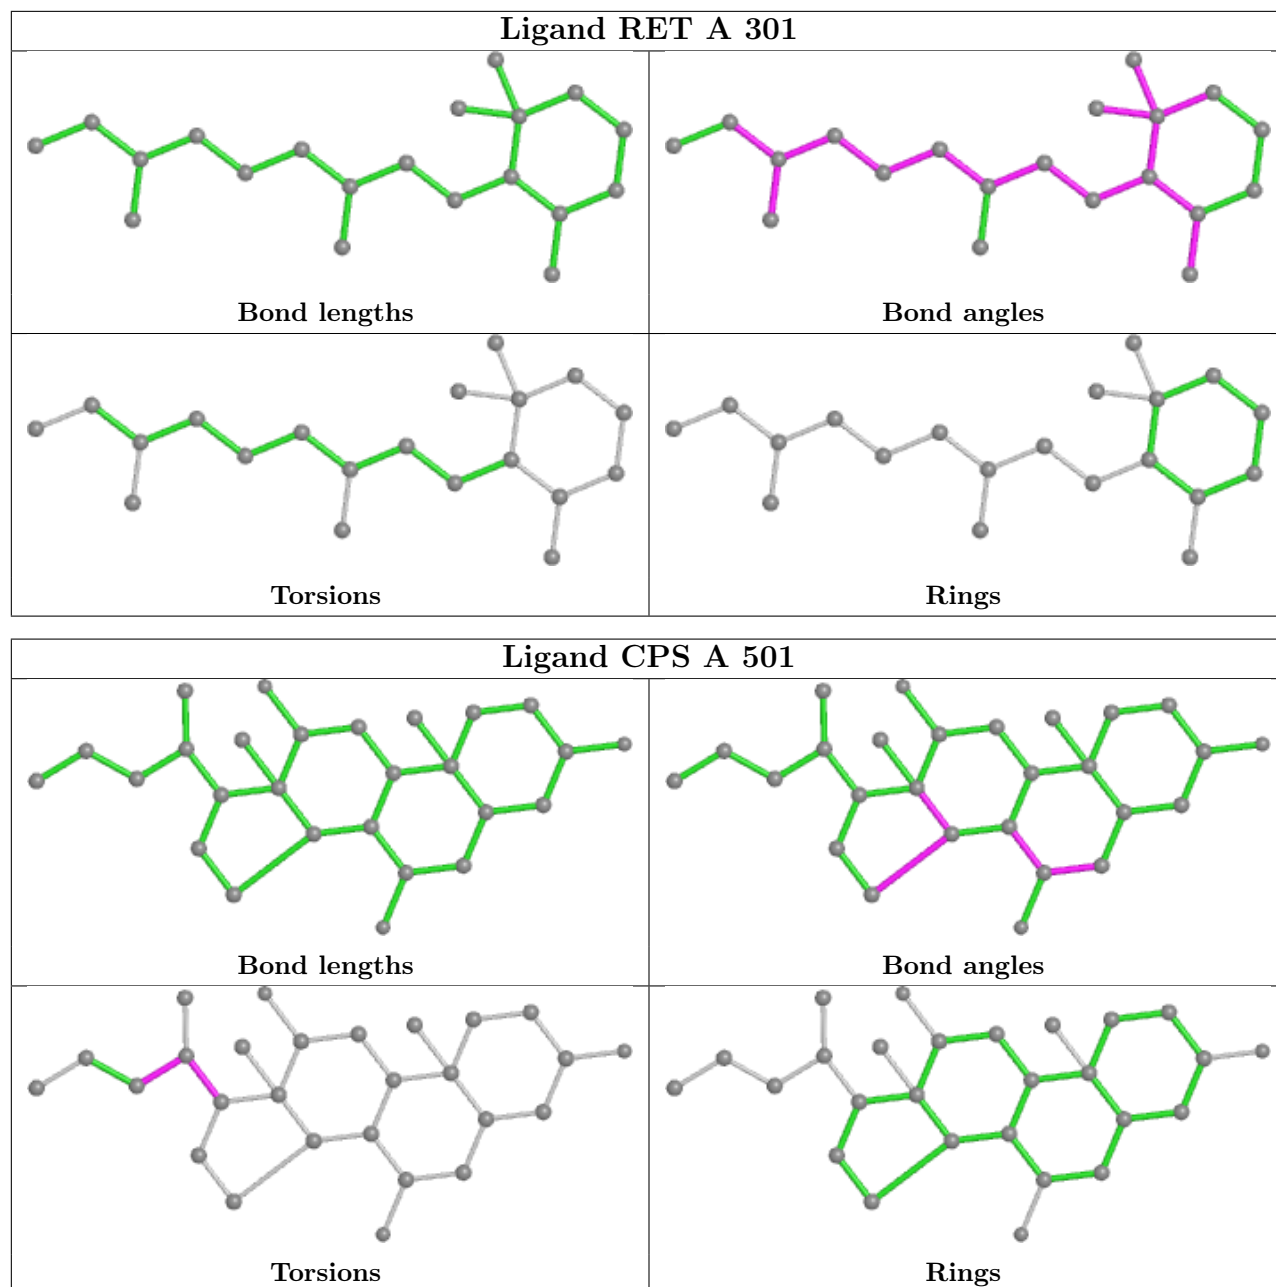 Ligand RET A 301
Bond lengths
Bond angles
Torsions
Rings
Ligand CPS A 501
Bond lengths
Bond angles
Torsions
Rings